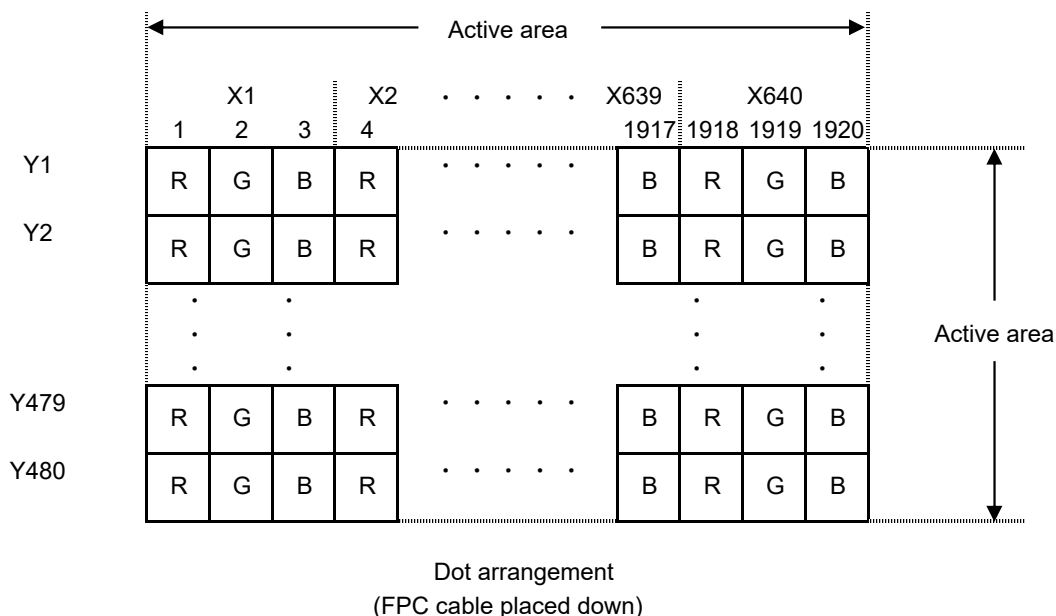 Active area
X1 X2 · · · · · X639 X640
1 2 3 4 1917 1918 1919 1920
Y1 R G B R · · · · · B R G B
Y2 R G B R · · · · · B R G B
· · · ·
· · · · Active area
· · · ·
Y479 R G B R · · · · · B R G B
Y480 R G B R · · · · · B R G B
Dot arrangement
(FPC cable placed down)